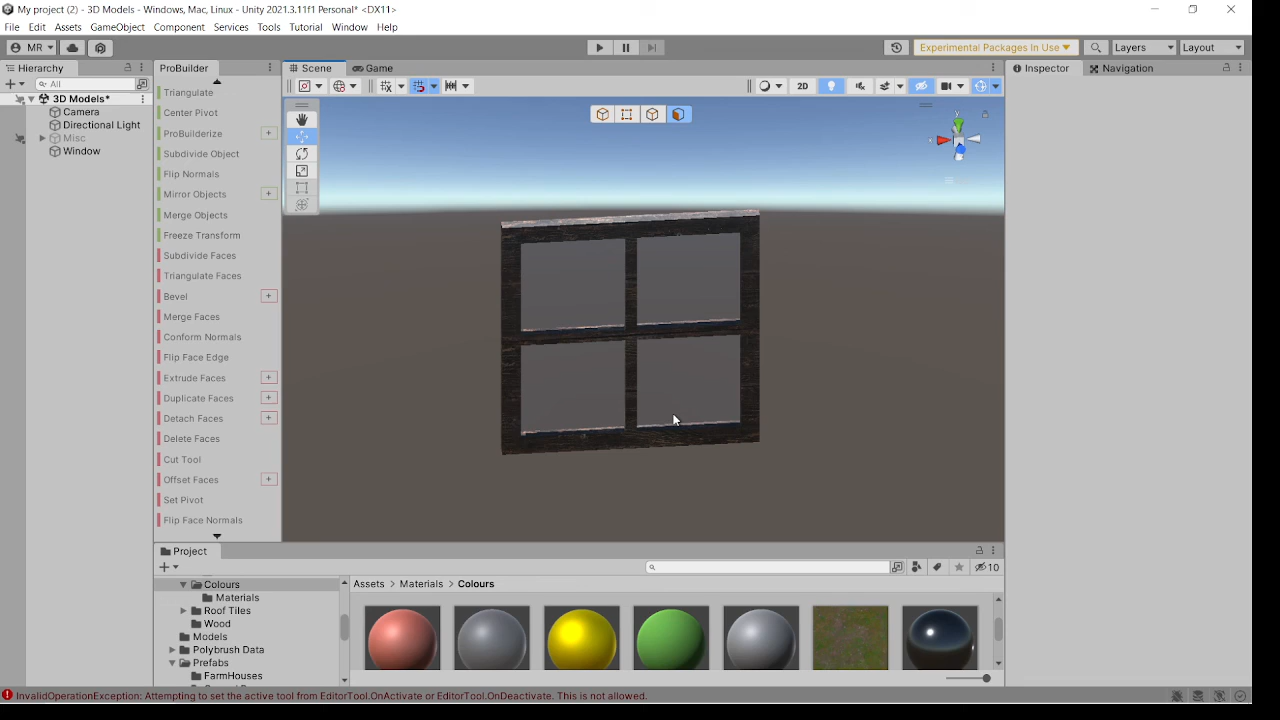 My project (2) - 3D Models - Windows, Mac, Linux - Unity 2021.3.11f1 Personal* <DX11>
File Edit Assets GameObject Component Services Tools Tutorial Window Help
MR Experimental Packages In Use Layers Layout
Hierarchy ProBuilder Scene Game Inspector Navigation
All
2D
3D Models*
Camera
Directional Light
Misc
Window
Triangulate
Center Pivot
ProBuilderize
Subdivide Object
Flip Normals
Mirror Objects
Merge Objects
Freeze Transform
Subdivide Faces
Triangulate Faces
Bevel
Merge Faces
Conform Normals
Flip Face Edge
Extrude Faces
Duplicate Faces
Detach Faces
Delete Faces
Cut Tool
Offset Faces
Set Pivot
Flip Face Normals
y
x
Project
10
Colours
Materials
Roof Tiles
Wood
Models
Polybrush Data
Prefabs
FarmHouses
Assets > Materials > Colours
InvalidOperationException: Attempting to set the active tool from EditorTool.OnActivate or EditorTool.OnDeactivate. This is not allowed.